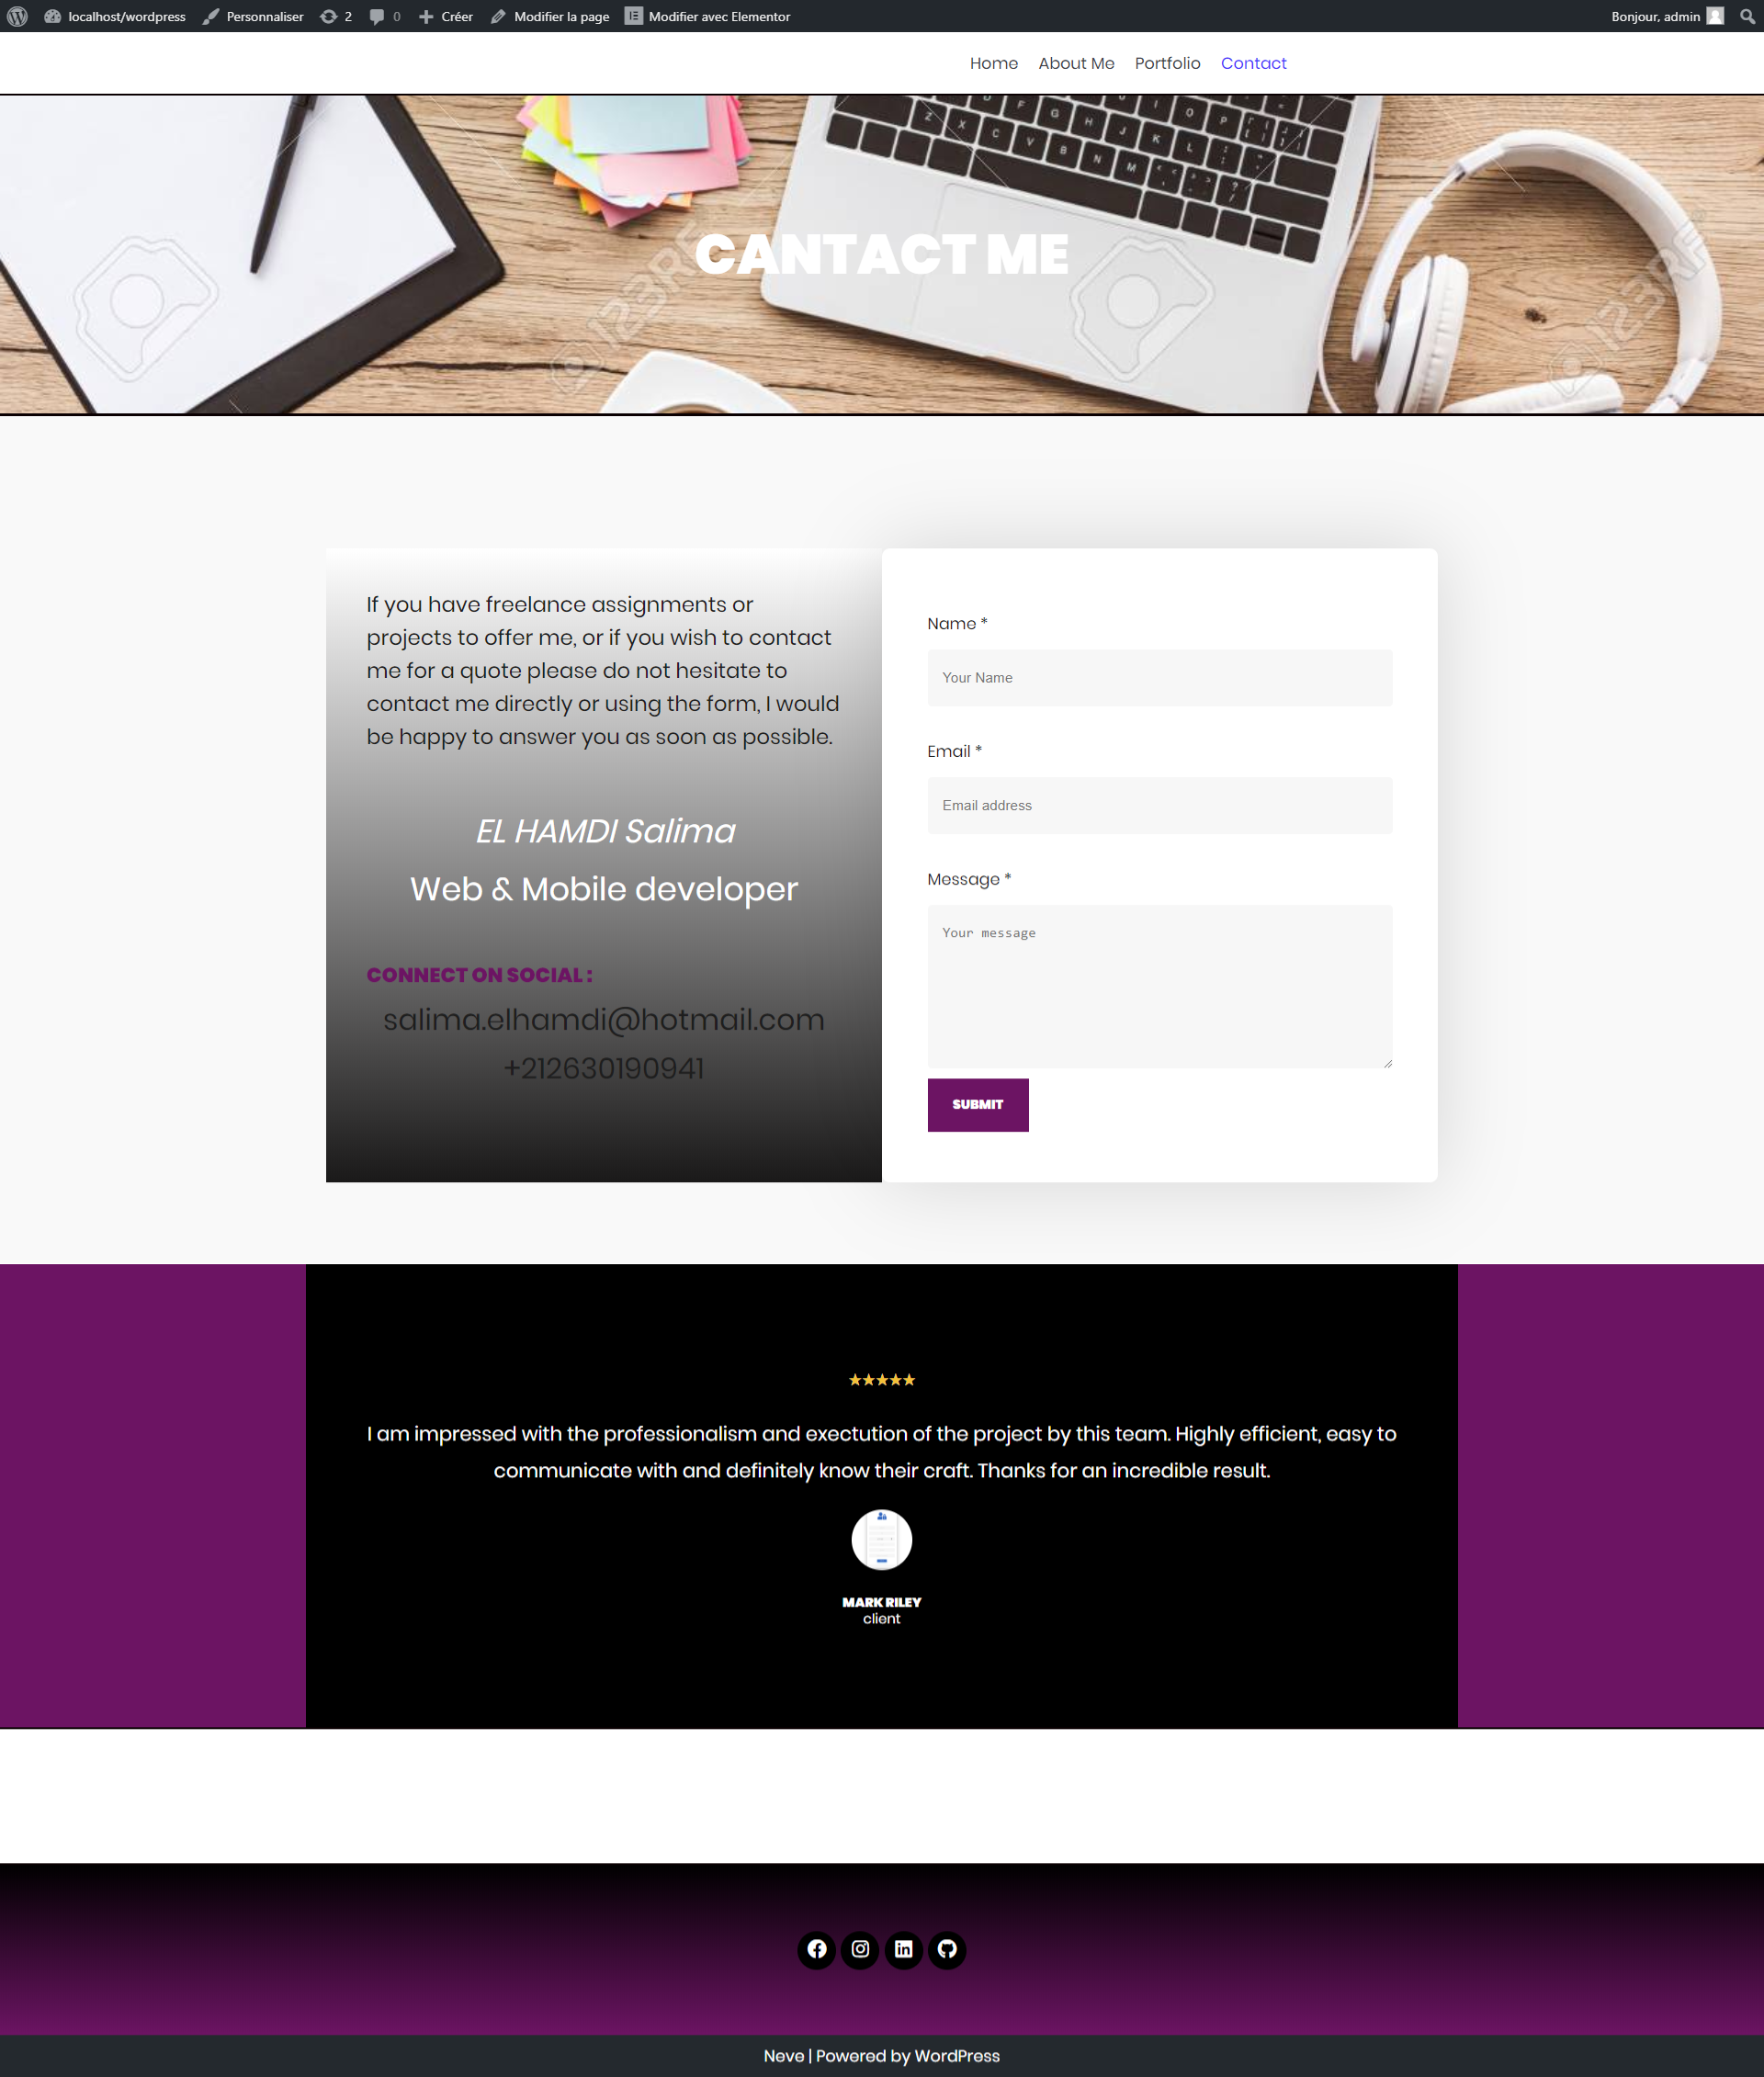 localhost/wordpress Personnaliser 2 0 Créer Modifier la page Modifier avec Elementor Bonjour, admin
Home About Me Portfolio Contact
CANTACT ME
123RF
123RF
If you have freelance assignments or
projects to offer me, or if you wish to contact
me for a quote please do not hesitate to
contact me directly or using the form, I would
be happy to answer you as soon as possible.
EL HAMDI Salima
Web & Mobile developer
CONNECT ON SOCIAL :
salima.elhamdi@hotmail.com
+212630190941
Name *
Your Name
Email *
Email address
Message *
Your message
SUBMIT
★★★★★
I am impressed with the professionalism and exectution of the project by this team. Highly efficient, easy to
communicate with and definitely know their craft. Thanks for an incredible result.
MARK RILEY
client
Neve | Powered by WordPress